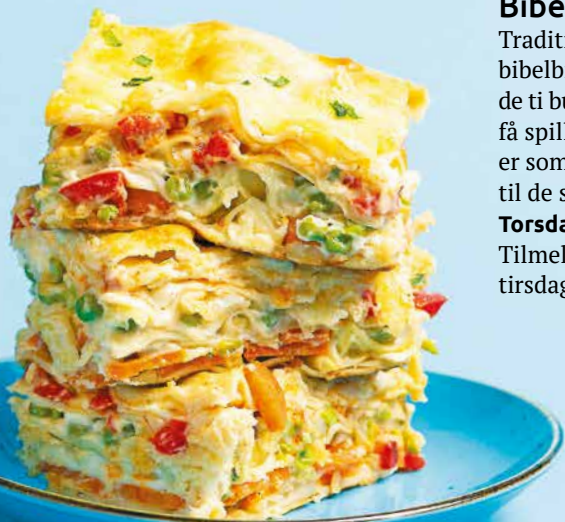 Bibe
Tradit
bibelb
de ti bu
få spill
er som
til de s
Torsda
Tilmel
tirsdag